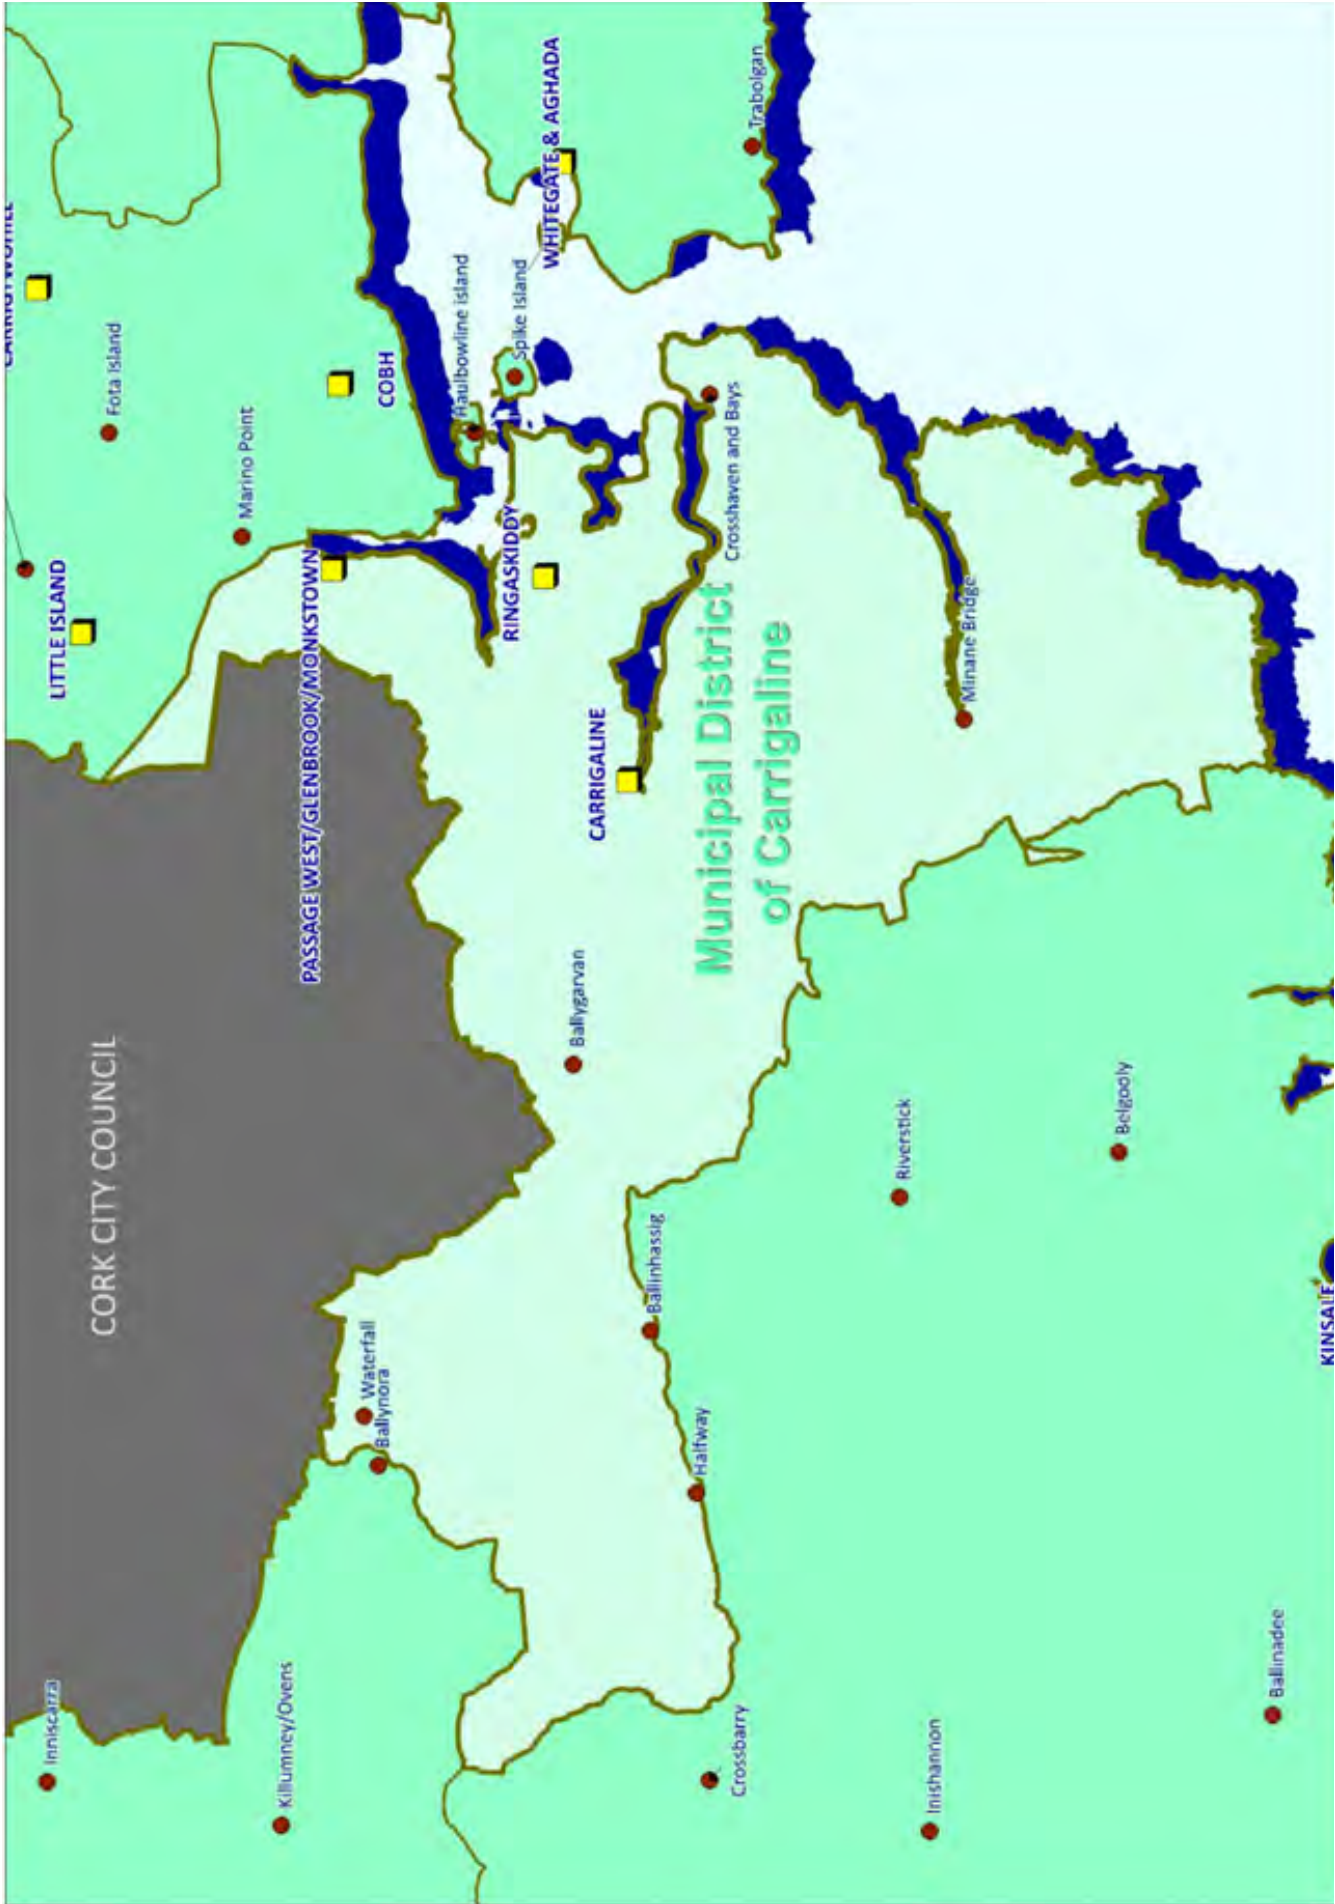 Inniscarra
CORK CITY COUNCIL
LITTLE ISLAND
Fota Island
Marino Point
COBH
Killumney/Ovens
PASSAGE WEST/GLENBROOK/MONKSTOWN
Waterfall
Ballynora
Haulbowline island
Spike Island
WHITEGATE & AGHADA
RINGASKIDDY
Ballygarvan
CARRIGALINE
Trabolgan
Ballinhassig
Halfway
Crosshaven and Bays
Municipal District
of Carrigaline
Crossbarry
Riverstick
Minane Bridge
Inishannon
Belgooly
Ballinadee
KINSALE